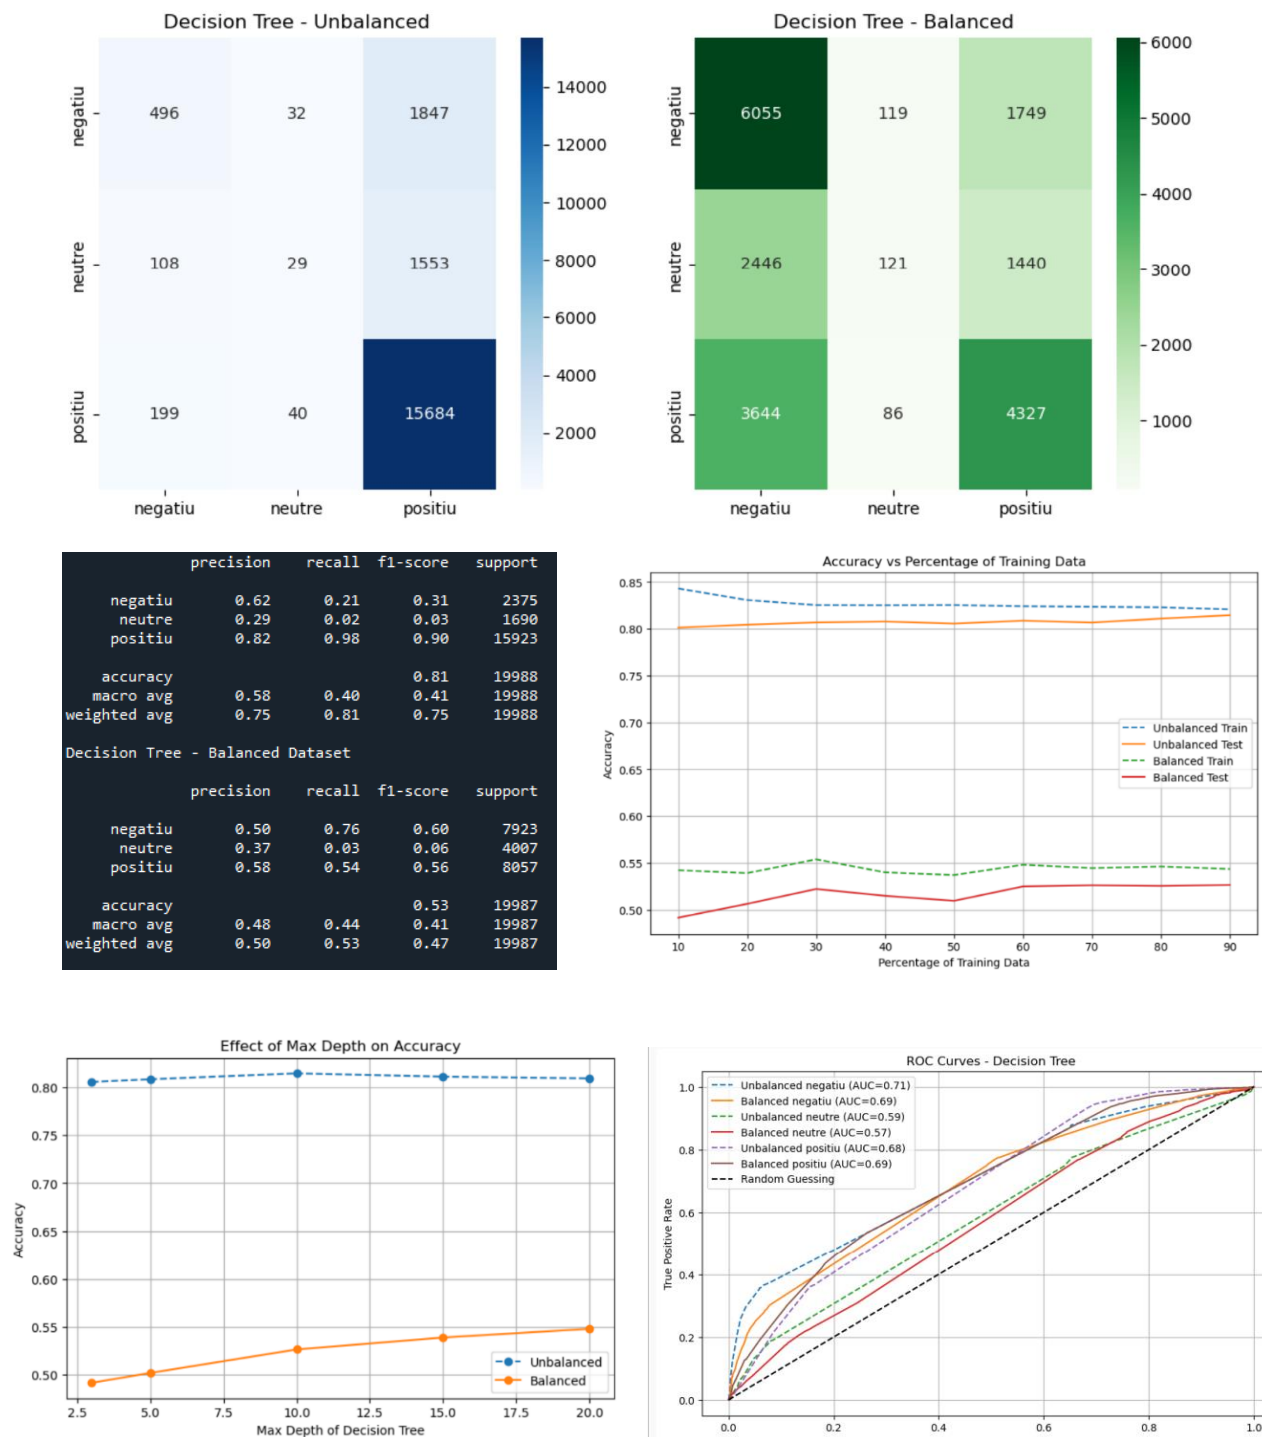 Decision Tree - Unbalanced
negatiu 496 32 1847
neutre 108 29 1553
positiu 199 40 15684
negatiu neutre positiu
14000
12000
10000
8000
6000
4000
2000
Decision Tree - Balanced
negatiu 6055 119 1749
neutre 2446 121 1440
positiu 3644 86 4327
negatiu neutre positiu
6000
5000
4000
3000
2000
1000
precision recall f1-score support
negatiu 0.62 0.21 0.31 2375
neutre 0.29 0.02 0.03 1690
positiu 0.82 0.98 0.90 15923
accuracy 0.81 19988
macro avg 0.58 0.40 0.41 19988
weighted avg 0.75 0.81 0.75 19988
Decision Tree - Balanced Dataset
precision recall f1-score support
negatiu 0.50 0.76 0.60 7923
neutre 0.37 0.03 0.06 4007
positiu 0.58 0.54 0.56 8057
accuracy 0.53 19987
macro avg 0.48 0.44 0.41 19987
weighted avg 0.50 0.53 0.47 19987
Accuracy vs Percentage of Training Data
Accuracy
0.85
0.80
0.75
0.70
0.65
0.60
0.55
0.50
Unbalanced Train
Unbalanced Test
Balanced Train
Balanced Test
10 20 30 40 50 60 70 80 90
Percentage of Training Data
Effect of Max Depth on Accuracy
Accuracy
0.80
0.75
0.70
0.65
0.60
0.55
0.50
Unbalanced
Balanced
2.5 5.0 7.5 10.0 12.5 15.0 17.5 20.0
Max Depth of Decision Tree
ROC Curves - Decision Tree
True Positive Rate
1.0
0.8
0.6
0.4
0.2
0.0
Unbalanced negatiu (AUC=0.71)
Balanced negatiu (AUC=0.69)
Unbalanced neutre (AUC=0.59)
Balanced neutre (AUC=0.57)
Unbalanced positiu (AUC=0.68)
Balanced positiu (AUC=0.69)
Random Guessing
0.0 0.2 0.4 0.6 0.8 1.0